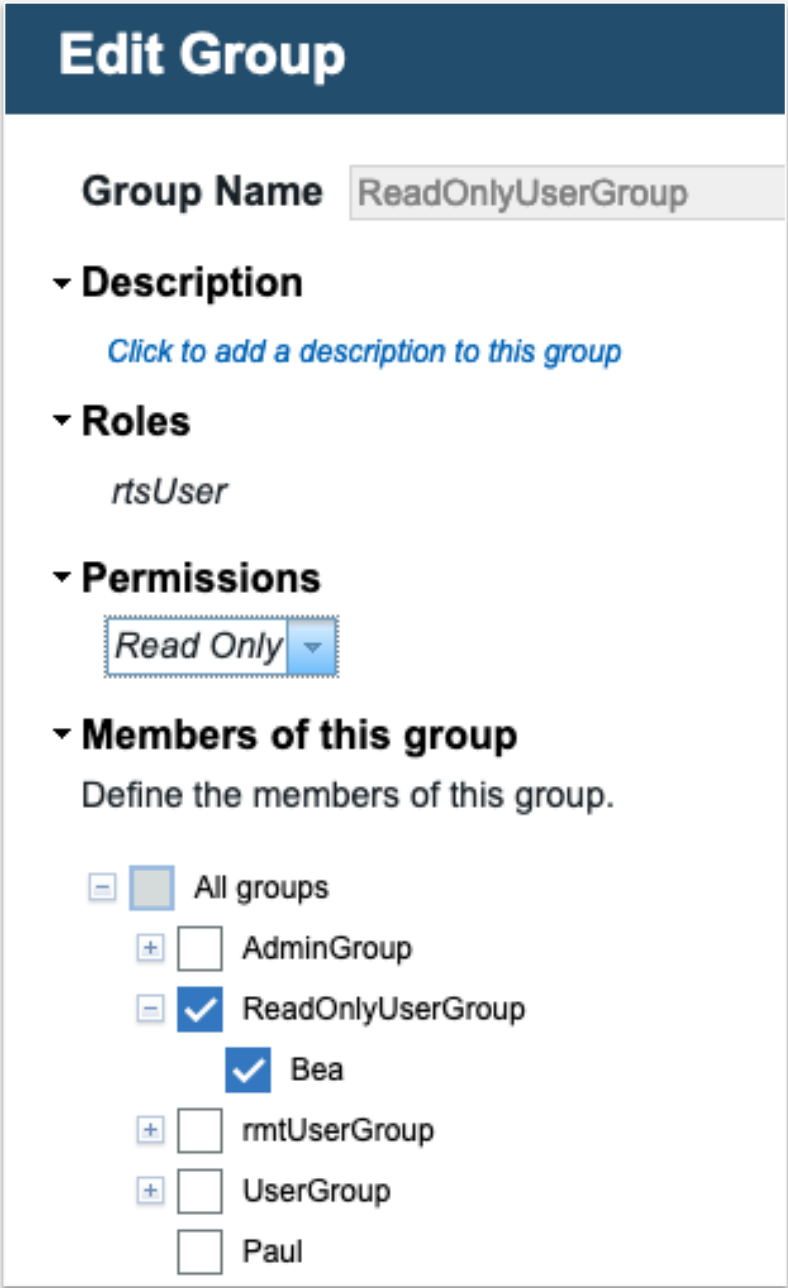 Edit Group
Group Name ReadOnlyUserGroup
Description
Click to add a description to this group
Roles
rtsUser
Permissions
Read Only
Members of this group
Define the members of this group.
All groups
AdminGroup
ReadOnlyUserGroup
Bea
rmtUserGroup
UserGroup
Paul